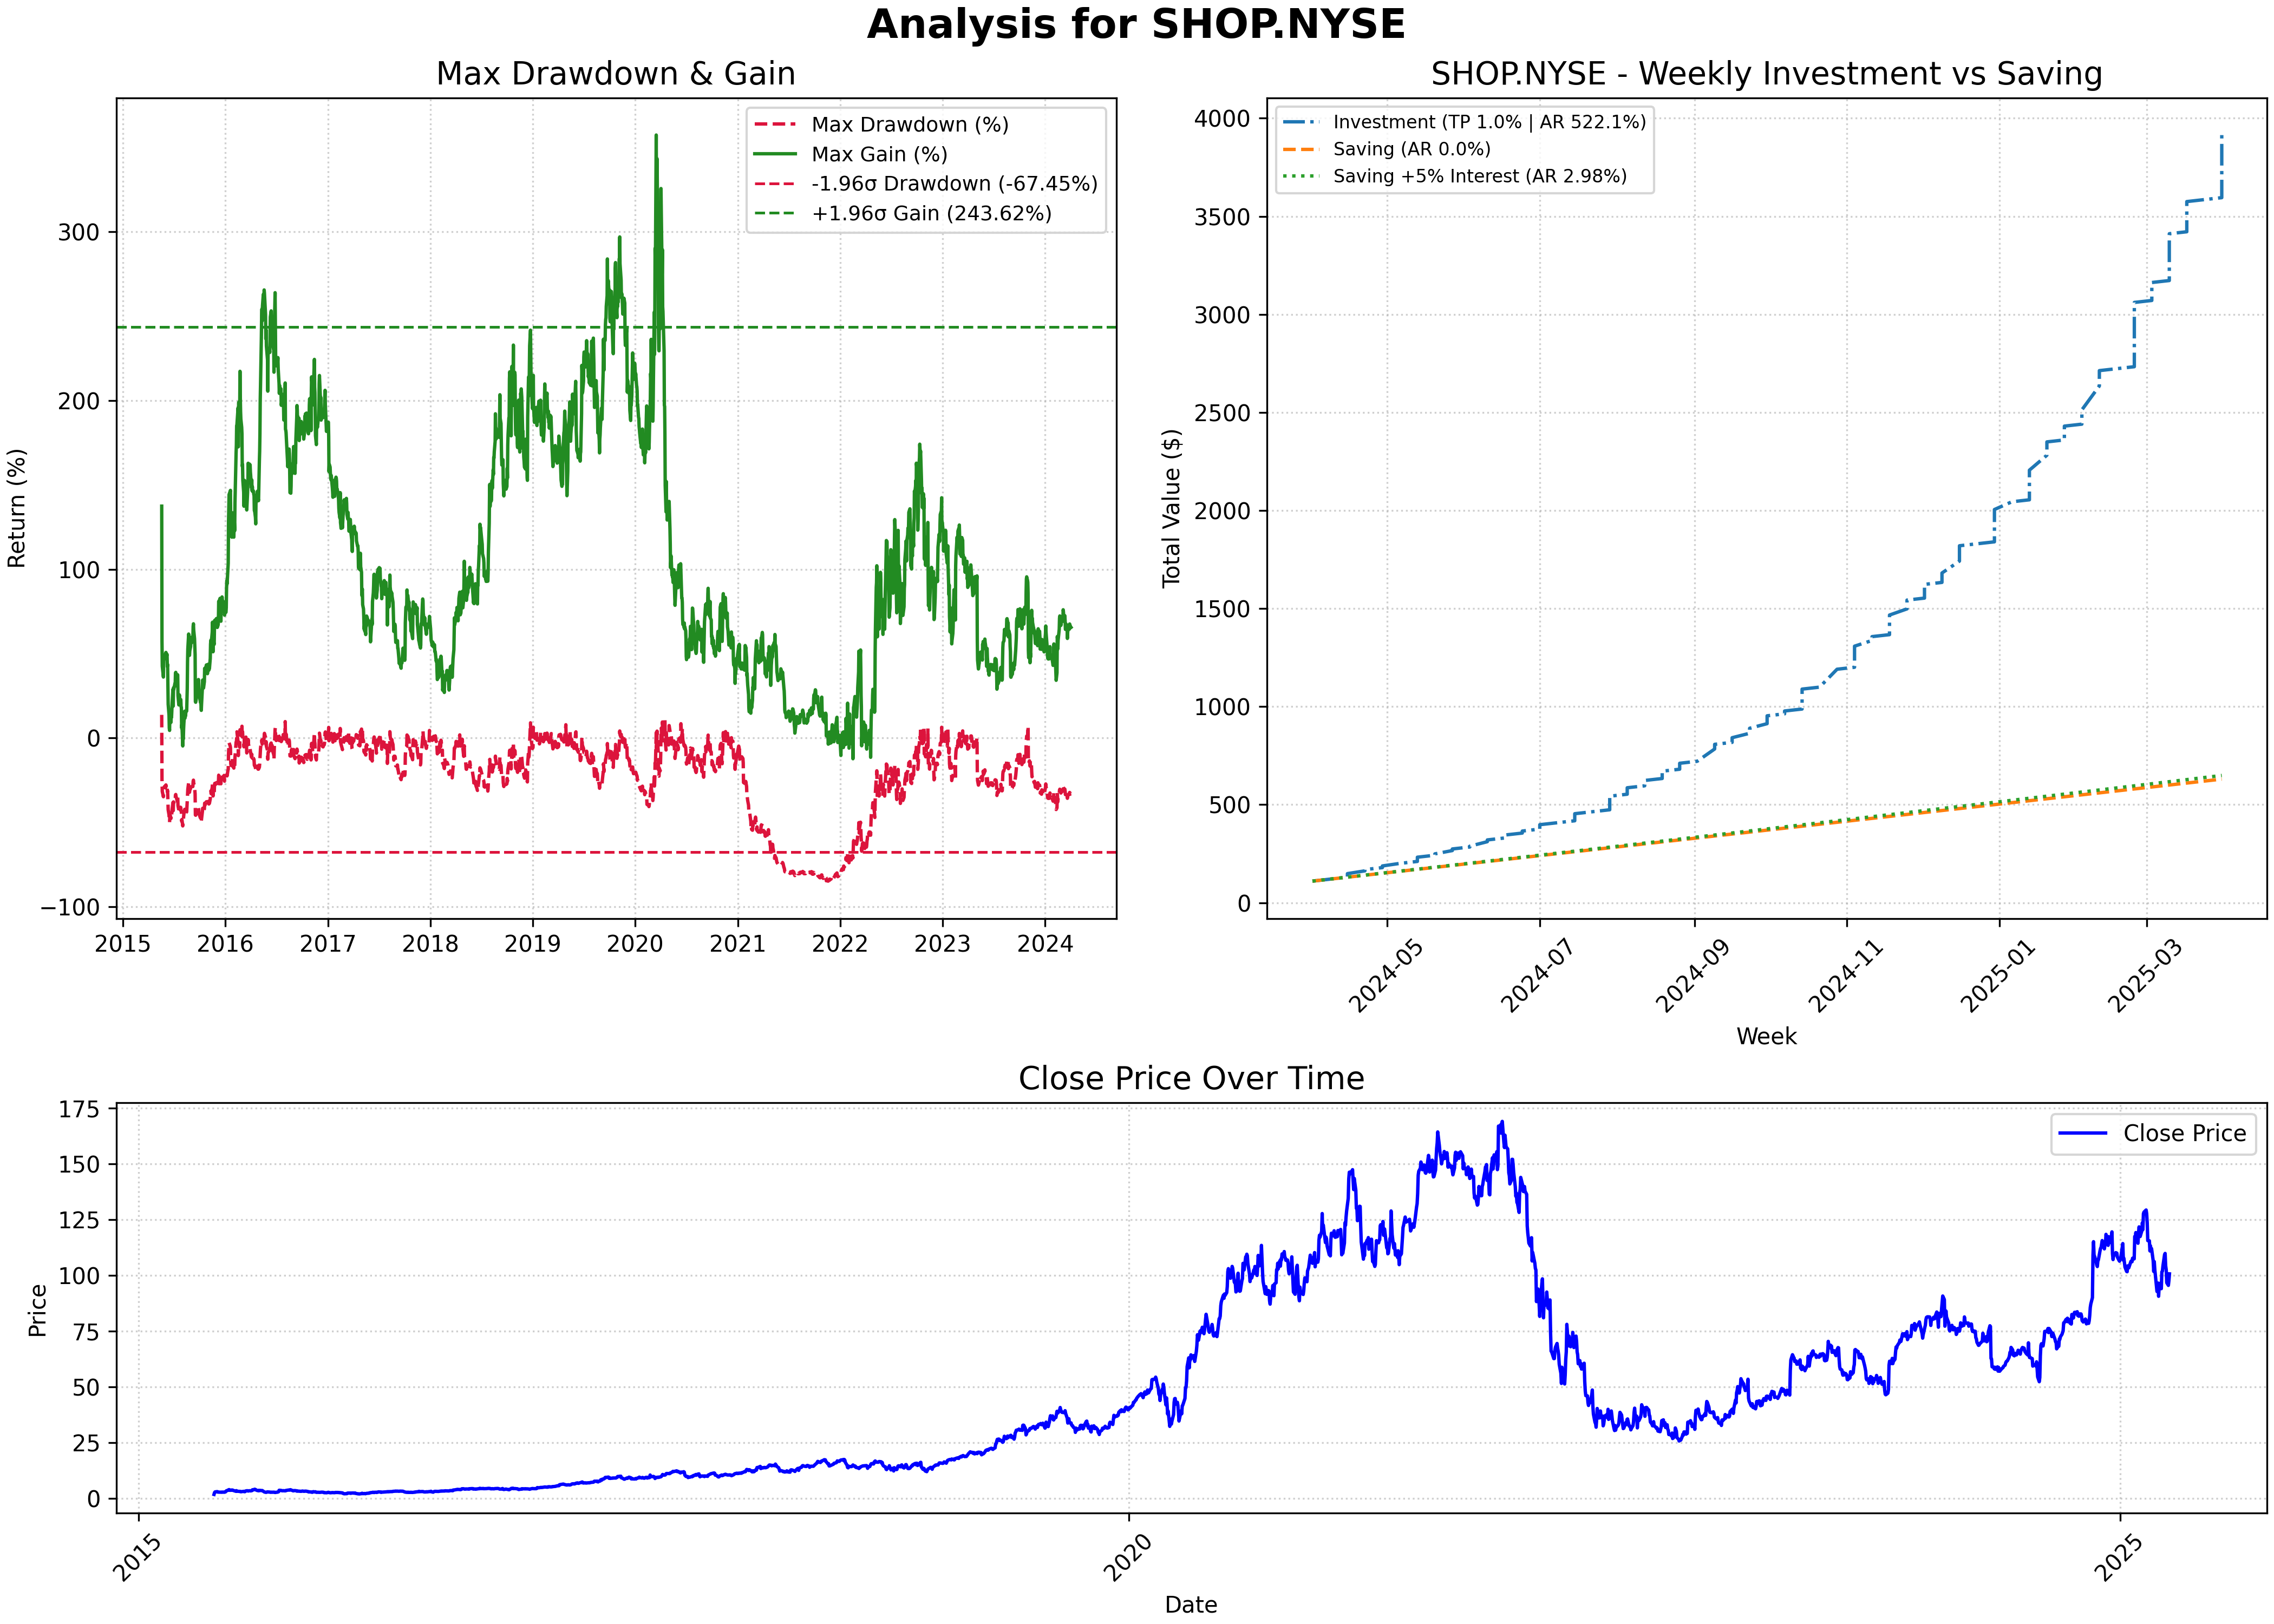 Analysis for SHOP.NYSE
Max Drawdown & Gain
Return (%)
300
200
100
0
−100
2015 2016 2017 2018 2019 2020 2021 2022 2023 2024
Max Drawdown (%)
Max Gain (%)
-1.96σ Drawdown (-67.45%)
+1.96σ Gain (243.62%)
SHOP.NYSE - Weekly Investment vs Saving
Total Value ($)
4000
3500
3000
2500
2000
1500
1000
500
0
2024-05 2024-07 2024-09 2024-11 2025-01 2025-03
Week
Investment (TP 1.0% | AR 522.1%)
Saving (AR 0.0%)
Saving +5% Interest (AR 2.98%)
Close Price Over Time
Price
175
150
125
100
75
50
25
0
2015 2020 2025
Date
Close Price